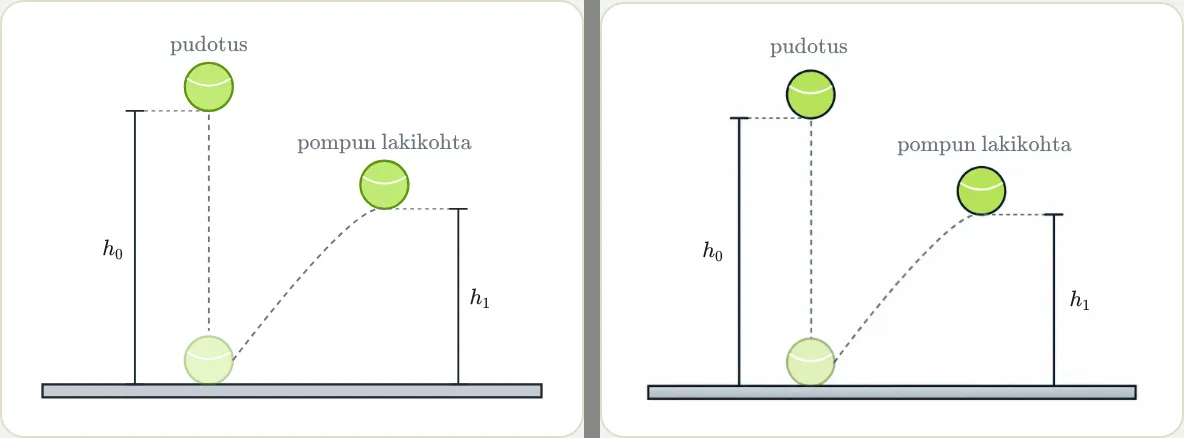 pudotus
pompun lakikohta
h₀
h₁
pudotus
pompun lakikohta
h₀
h₁